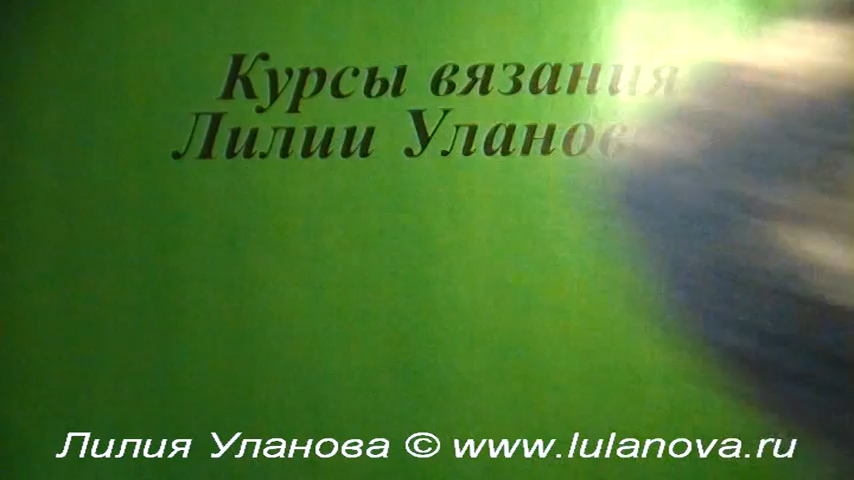 Курсы вязания
Лилии
Лилия Уланова © www.lulanova.ru